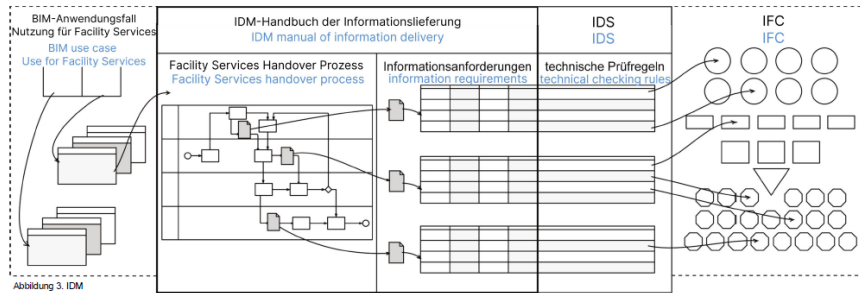 BIM-Anwendungsfall
Nutzung für Facility Services
BIM use case
Use for Facility Services
IDM-Handbuch der Informationslieferung
IDM manual of information delivery
Facility Services Handover Prozess
Facility Services handover process
Informationsanforderungen
information requirements
IDS
IDS
technische Prüfregeln
technical checking rules
IFC
IFC
Abbildung 3. IDM